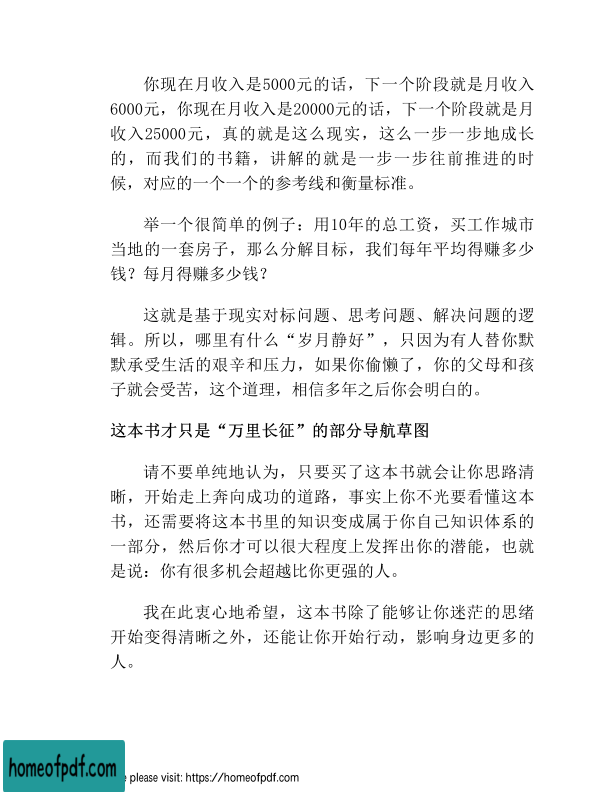 你现在月收入是5000元的话，下一个阶段就是月收入
6000元，你现在月收入是20000元的话，下一个阶段就是月
收入25000元，真的就是这么现实，这么一步一步地成长
的，而我们的书籍，讲解的就是一步一步往前推进的时
候，对应的一个一个的参考线和衡量标准。
举一个很简单的例子：用10年的总工资，买工作城市
当地的一套房子，那么分解目标，我们每年平均得赚多少
钱？每月得赚多少钱？
这就是基于现实对标问题、思考问题、解决问题的逻
辑。所以，哪里有什么“岁月静好”，只因为有人替你默
默承受生活的艰辛和压力，如果你偷懒了，你的父母和孩
子就会受苦，这个道理，相信多年之后你会明白的。
这本书才只是“万里长征”的部分导航草图
请不要单纯地认为，只要买了这本书就会让你思路清
晰，开始走上奔向成功的道路，事实上你不光要看懂这本
书，还需要将这本书里的知识变成属于你自己知识体系的
一部分，然后你才可以很大程度上发挥出你的潜能，也就
是说：你有很多机会超越比你更强的人。
我在此衷心地希望，这本书除了能够让你迷茫的思绪
开始变得清晰之外，还能让你开始行动，影响身边更多的
人。
homeofpdf.com
please visit: https://homeofpdf.com